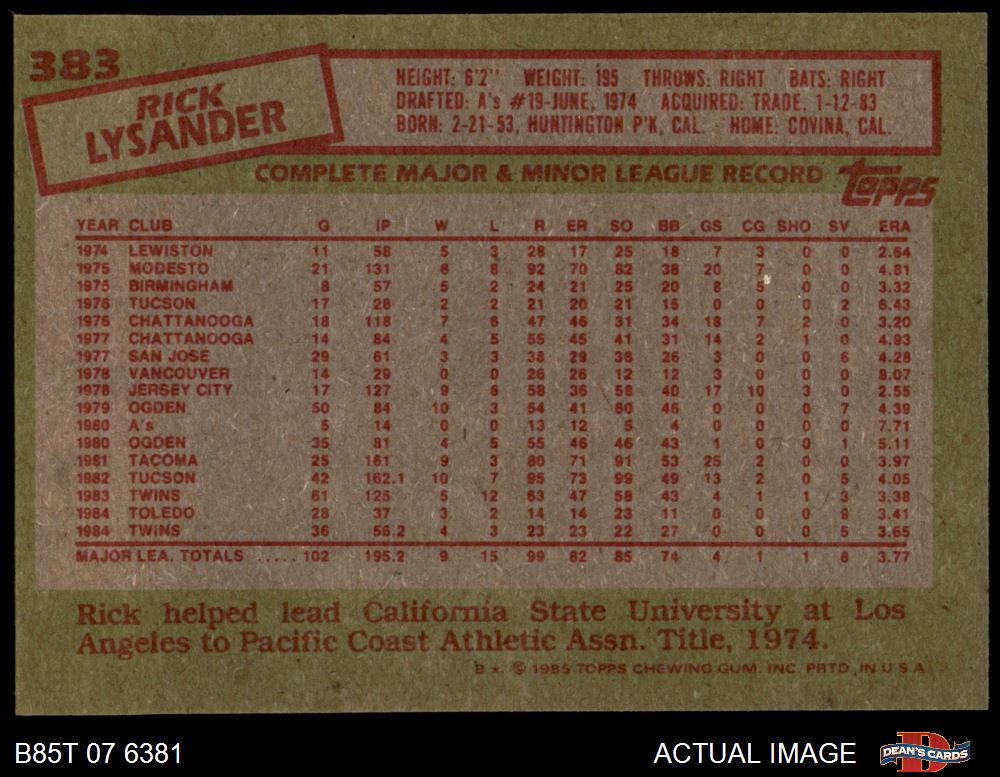 383
RICK
LYSANDER
HEIGHT: 6'2" WEIGHT: 195 THROWS: RIGHT BATS: RIGHT
DRAFTED: A's #19-JUNE, 1974 ACQUIRED: TRADE, 1-12-83
BORN: 2-21-53, HUNTINGTON P'K, CAL. - HOME: COVINA, CAL.
COMPLETE MAJOR & MINOR LEAGUE RECORD topps
YEAR CLUB G IP W L R ER SO BB GS CG SHO SV ERA
1974 LEWISTON 11 58 5 3 28 17 25 18 7 3 0 0 2.64
1975 MODESTO 21 131 8 8 92 70 82 38 20 7 0 0 4.81
1975 BIRMINGHAM 8 57 5 2 24 21 25 20 8 5 0 0 3.32
1976 TUCSON 17 28 2 2 21 20 21 15 0 0 0 2 6.43
1976 CHATTANOOGA 18 118 7 6 47 46 31 34 18 7 2 0 3.20
1977 CHATTANOOGA 14 84 4 5 55 45 41 31 14 2 1 0 4.93
1977 SAN JOSE 29 61 3 3 38 29 38 26 3 0 0 6 4.28
1978 VANCOUVER 14 29 0 0 26 26 12 12 3 0 0 0 8.07
1978 JERSEY CITY 17 127 9 6 58 36 58 40 17 10 3 0 2.55
1979 OGDEN 50 84 10 3 54 41 60 46 0 0 0 7 4.39
1980 A's 5 14 0 0 13 12 5 4 0 0 0 0 7.71
1980 OGDEN 35 81 4 5 55 46 46 43 1 0 0 1 5.11
1981 TACOMA 25 161 9 3 80 71 91 53 25 2 0 0 3.97
1982 TUCSON 42 162.1 10 7 95 73 99 49 13 2 0 5 4.05
1983 TWINS 61 125 5 12 63 47 58 43 4 1 1 3 3.38
1984 TOLEDO 28 37 3 2 14 14 23 11 0 0 0 9 3.41
1984 TWINS 36 56.2 4 3 23 23 22 27 0 0 0 5 3.65
MAJOR LEA. TOTALS ..... 102 195.2 9 15 99 82 85 74 4 1 1 8 3.77
Rick helped lead California State University at Los
Angeles to Pacific Coast Athletic Assn. Title, 1974.
B★. © 1985 TOPPS CHEWING GUM. INC. PRTD. IN U S A
B85T 07 6381 ACTUAL IMAGE D DEAN'S CARDS